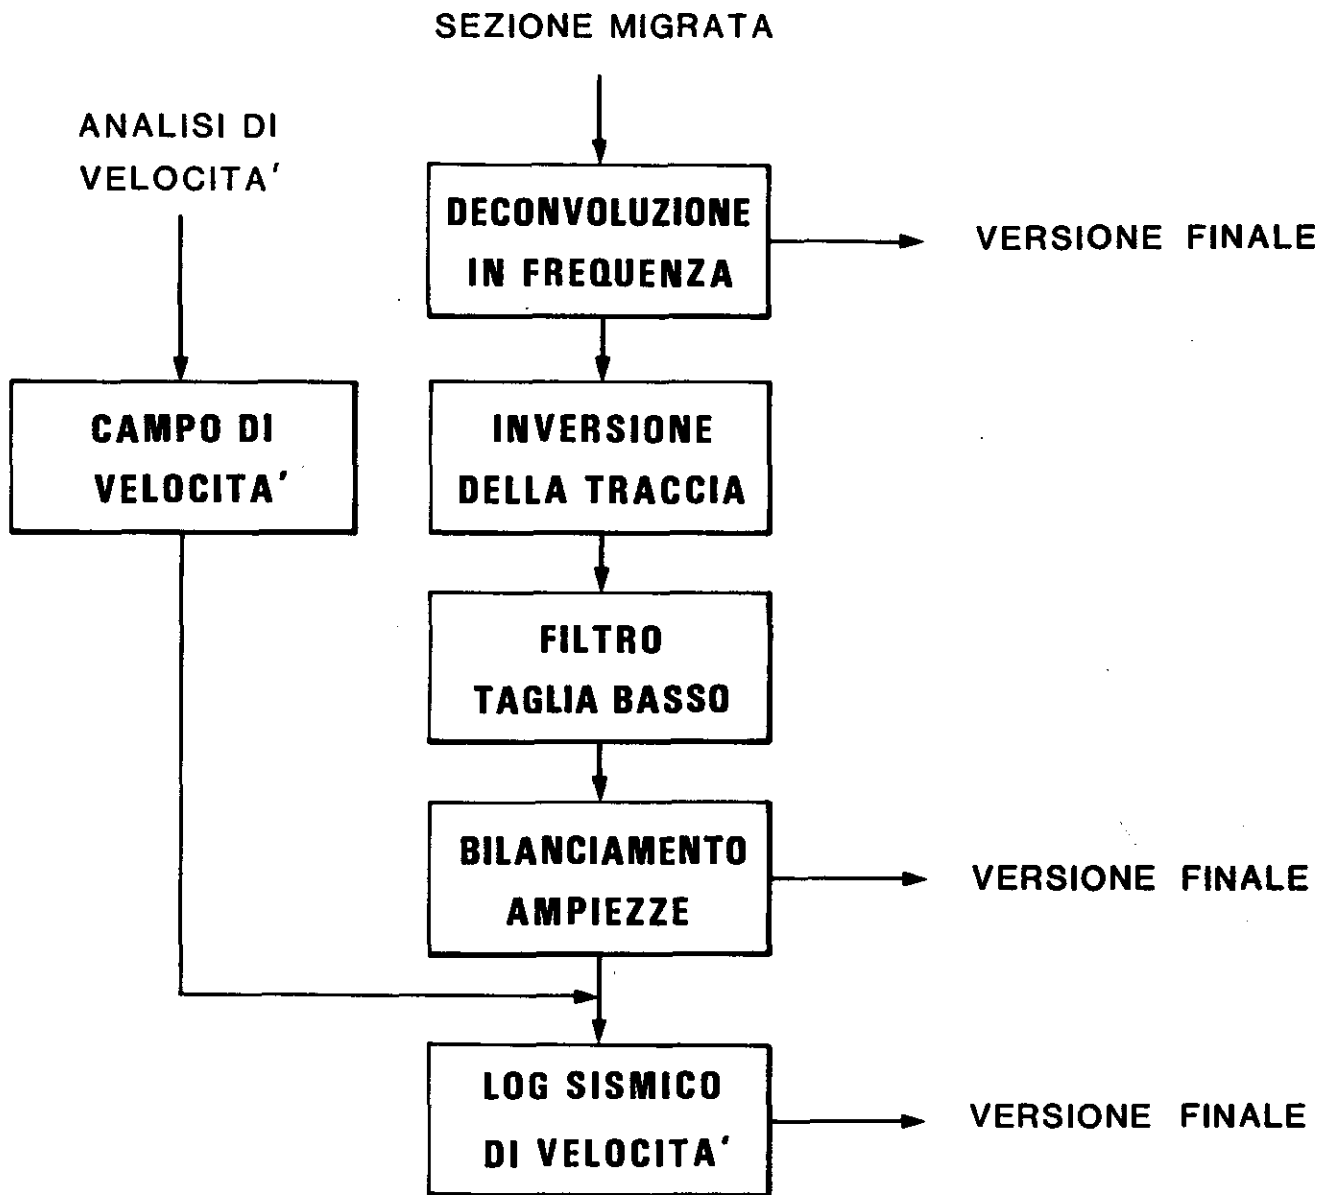 SEZIONE MIGRATA
ANALISI DI
VELOCITA'
DECONVOLUZIONE
IN FREQUENZA
VERSIONE FINALE
CAMPO DI
VELOCITA'
INVERSIONE
DELLA TRACCIA
FILTRO
TAGLIA BASSO
BILANCIAMENTO
AMPIEZZE
VERSIONE FINALE
LOG SISMICO
DI VELOCITA'
VERSIONE FINALE